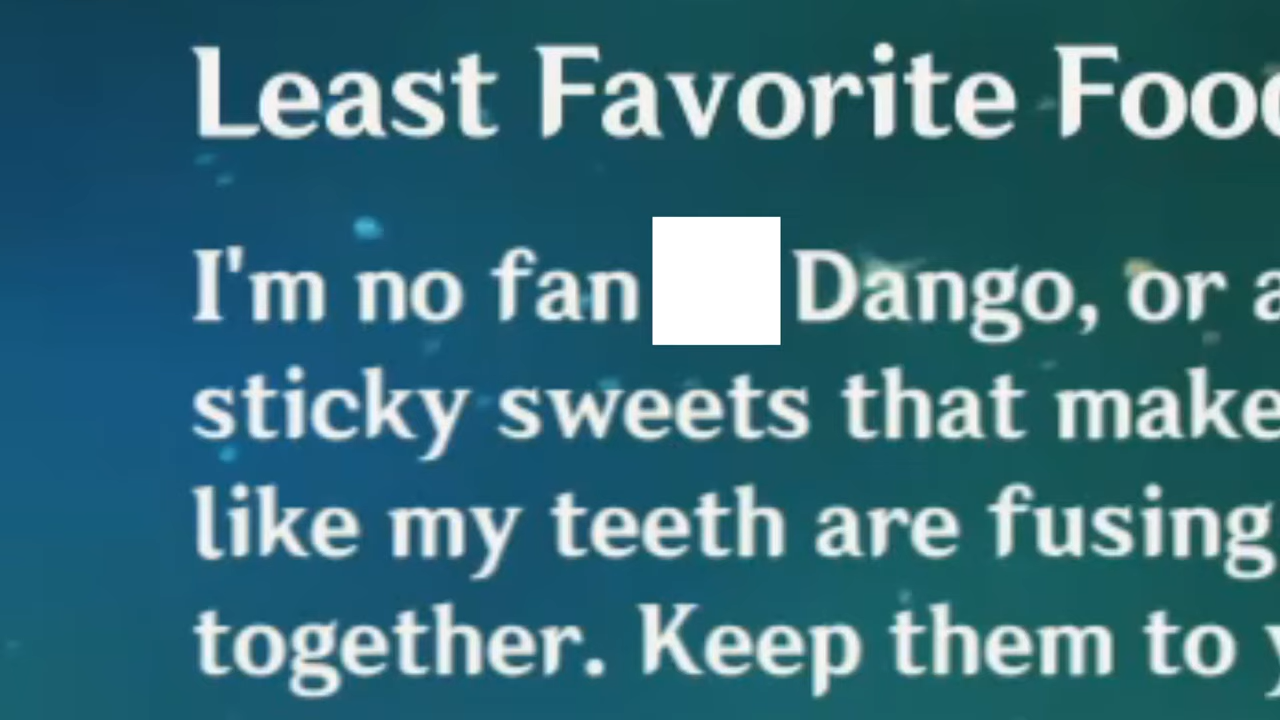 Least Favorite Food
I'm no fan Dango, or
sticky sweets that make
like my teeth are fusing
together. Keep them to